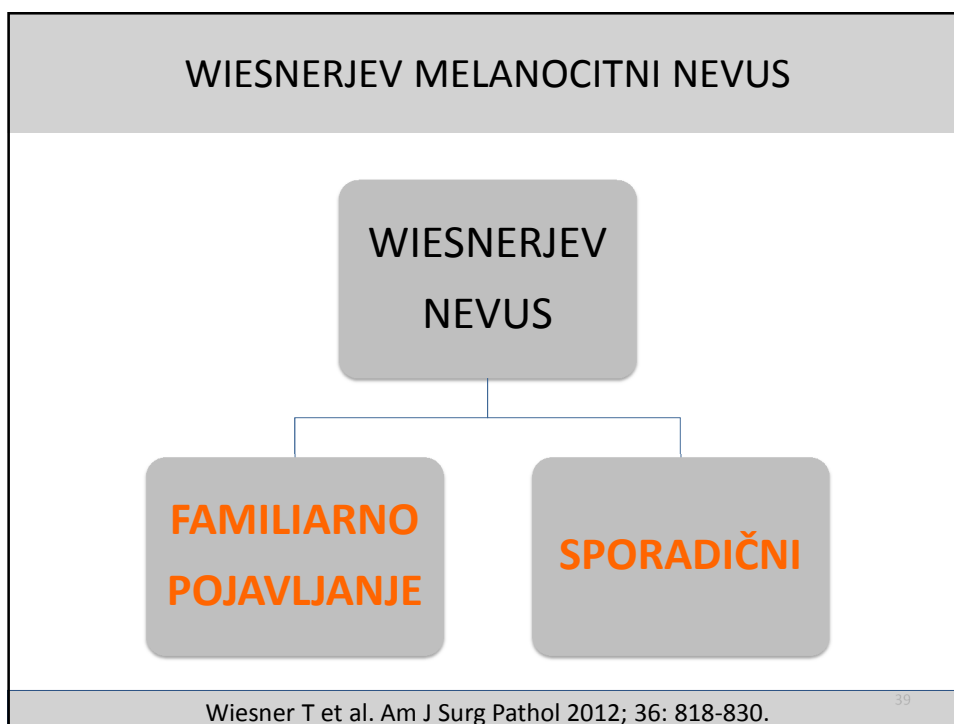 WIESNERJEV MELANOCITNI NEVUS
WIESNERJEV
NEVUS
FAMILIARNO
POJAVLJANJE
SPORADIČNI
Wiesner T et al. Am J Surg Pathol 2012; 36: 818-830.
39